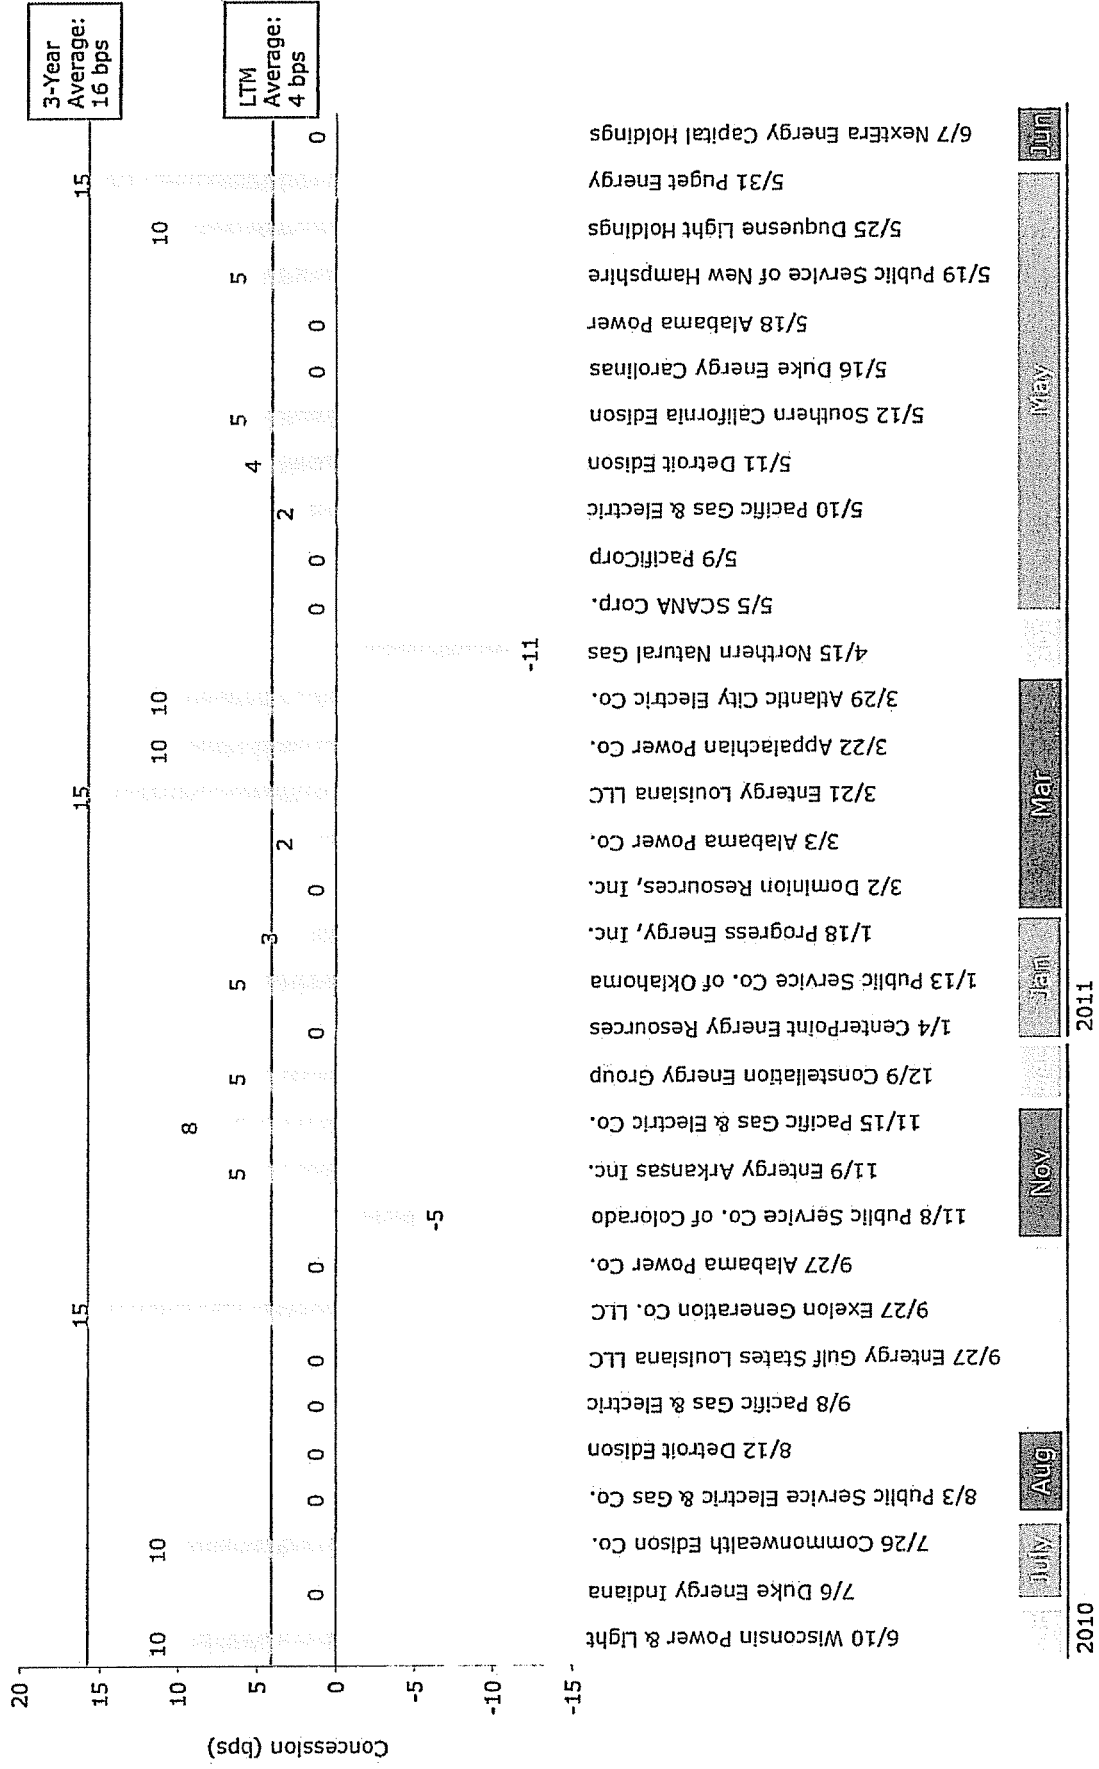 3-Year
Average:
16 bps
LTM
Average:
4 bps
Concession (bps)
20
15
10
5
0
-5
-10
-15
10
0
10
0
0
0
0
15
0
-5
5
8
5
0
5
3
0
2
15
10
10
-11
0
0
2
4
5
0
0
5
10
15
0
6/10 Wisconsin Power & Light
7/6 Duke Energy Indiana
7/26 Commonwealth Edison Co.
8/3 Public Service Electric & Gas Co.
8/12 Detroit Edison
9/8 Pacific Gas & Electric
9/27 Entergy Gulf States Louisiana LLC
9/27 Exelon Generation Co. LLC
9/27 Alabama Power Co.
11/8 Public Service Co. of Colorado
11/9 Entergy Arkansas Inc.
11/15 Pacific Gas & Electric Co.
12/9 Constellation Energy Group
1/4 CenterPoint Energy Resources
1/13 Public Service Co. of Oklahoma
1/18 Progress Energy, Inc.
3/2 Dominion Resources, Inc.
3/3 Alabama Power Co.
3/21 Entergy Louisiana LLC
3/22 Appalachian Power Co.
3/29 Atlantic City Electric Co.
4/15 Northern Natural Gas
5/5 SCANA Corp.
5/9 PacifiCorp
5/10 Pacific Gas & Electric
5/11 Detroit Edison
5/12 Southern California Edison
5/16 Duke Energy Carolinas
5/18 Alabama Power
5/19 Public Service of New Hampshire
5/25 Duquesne Light Holdings
5/31 Puget Energy
6/7 NextEra Energy Capital Holdings
July
Aug
Nov
Jan
Mar
May
Jun
2010
2011